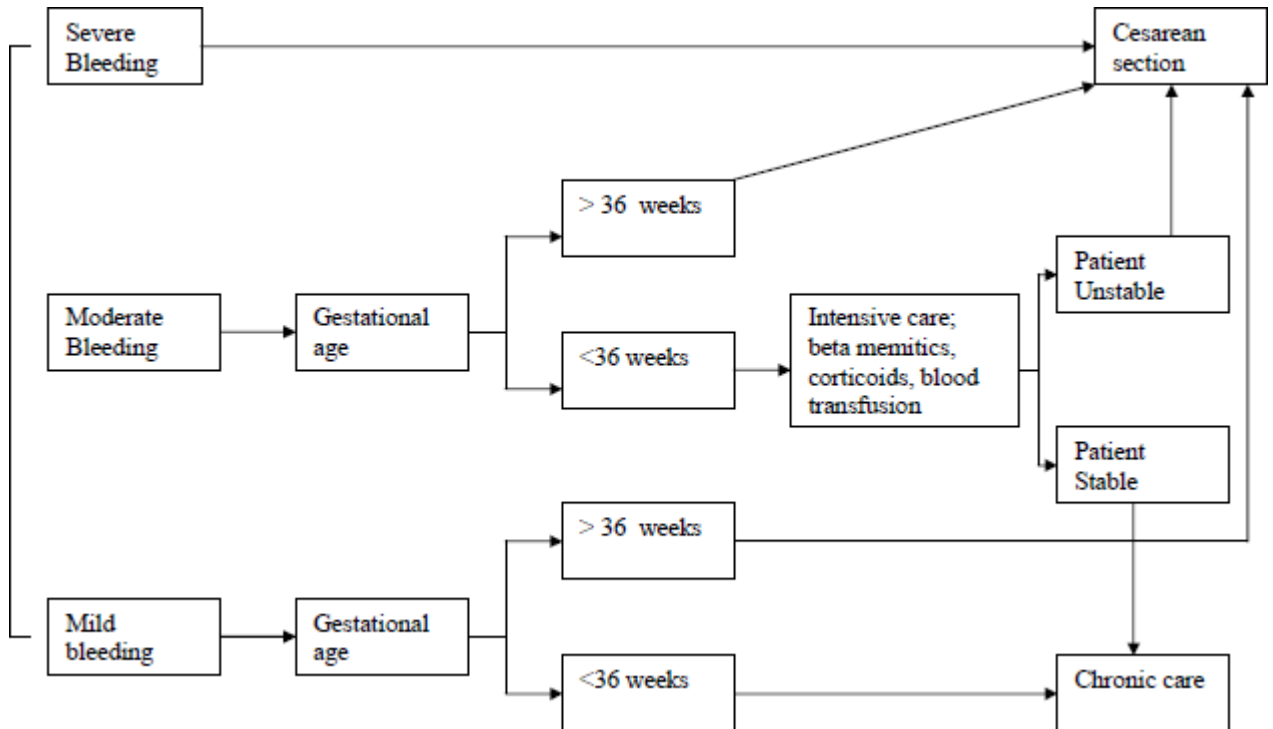 Severe
Bleeding
Cesarean
section
> 36 weeks
Patient
Unstable
Moderate
Bleeding
Gestational
age
<36 weeks
Intensive care;
beta memitics,
corticoids, blood
transfusion
Patient
Stable
> 36 weeks
Mild
bleeding
Gestational
age
<36 weeks
Chronic care